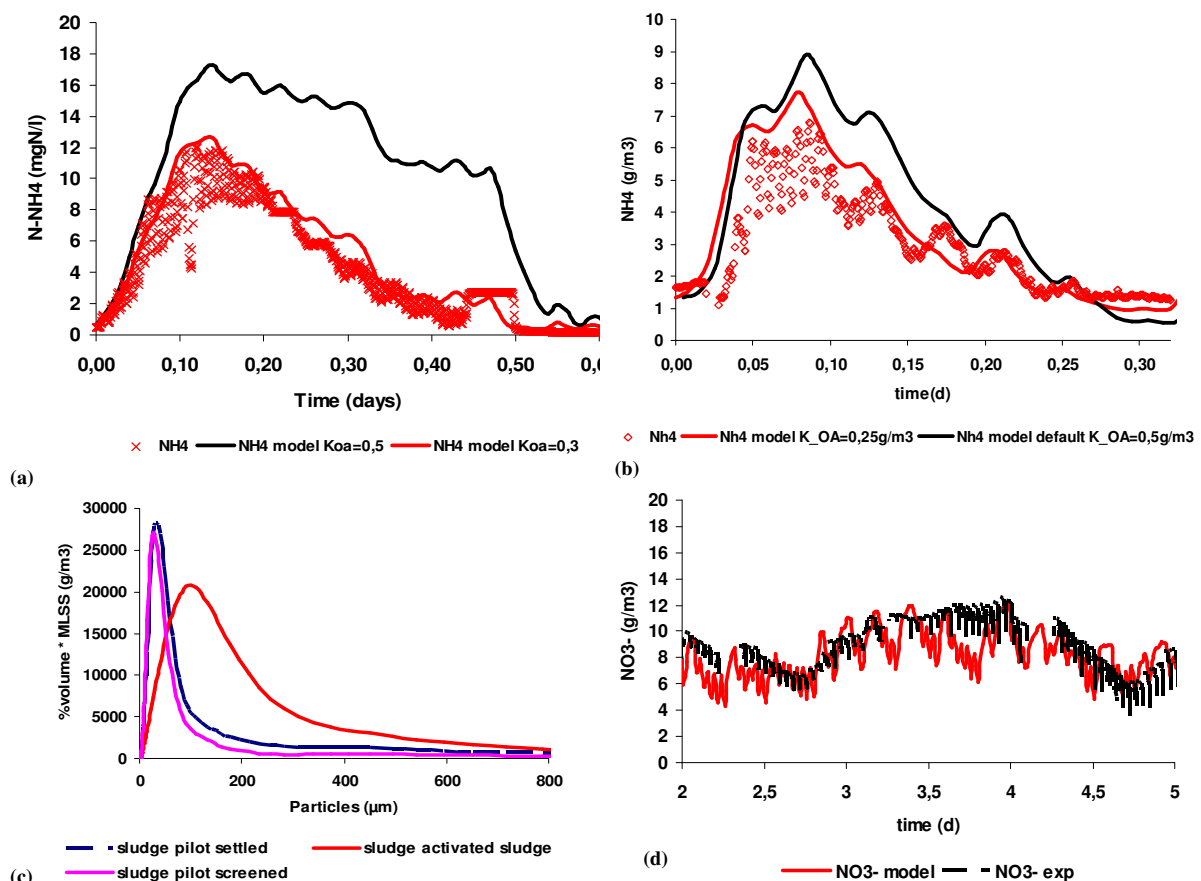 N-NH4 (mgN/l)
20
18
16
14
12
10
8
6
4
2
0
0,00 0,10 0,20 0,30 0,40 0,50
Time (days)
NH4 NH4 model Koa=0,5 NH4 model Koa=0,3
(a)
NH4 (g/m3)
10
9
8
7
6
5
4
3
2
1
0
0,00 0,05 0,10 0,15 0,20 0,25 0,30
time(d)
Nh4 Nh4 model K_OA=0,25g/m3 Nh4 model default K_OA=0,5g/m3
(b)
%volume * MLSS (g/m3)
30000
25000
20000
15000
10000
5000
0
0 200 400 600 800
Particles (µm)
sludge pilot settled sludge activated sludge
sludge pilot screened
(c)
NO3- (g/m3)
20
18
16
14
12
10
8
6
4
2
0
2 2,5 3 3,5 4 4,5 5
time (d)
NO3- model NO3- exp
(d)